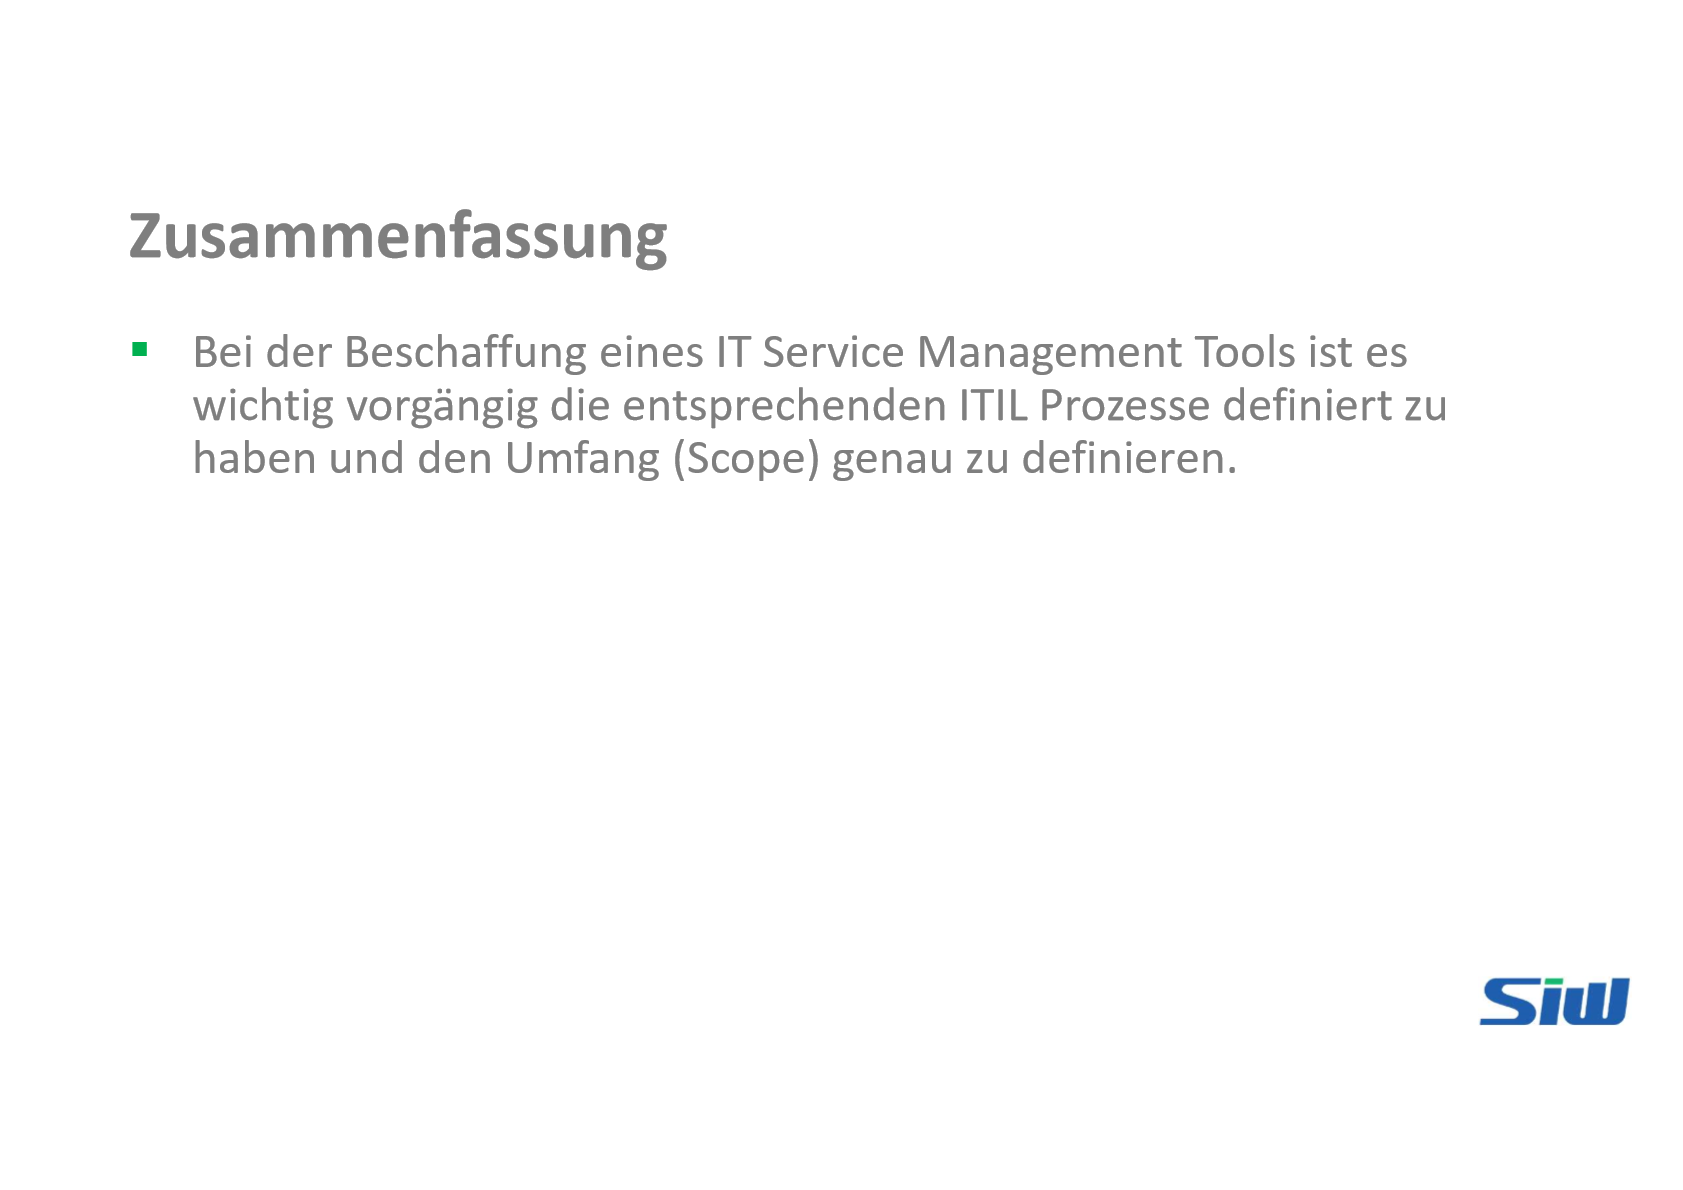 Zusammenfassung
Bei der Beschaffung eines IT Service Management Tools ist es
wichtig vorgängig die entsprechenden ITIL Prozesse definiert zu
haben und den Umfang (Scope) genau zu definieren.
Siw